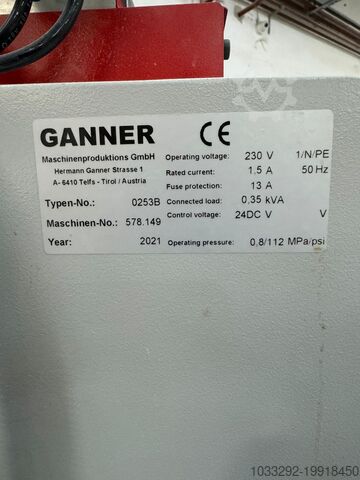 GANNER CE
Maschinenproduktions GmbH
Hermann Ganner Strasse 1
A- 6410 Telfs - Tirol / Austria
Typen-No.: 0253B
Maschinen-No.: 578.149
Year: 2021
Operating voltage: 230 V 1/N/PE
Rated current: 1.5 A 50 Hz
Fuse protection: 13 A
Connected load: 0,35 kVA
Control voltage: 24DC V V
Operating pressure: 0,8/112 MPa/psi
1033292-19918450